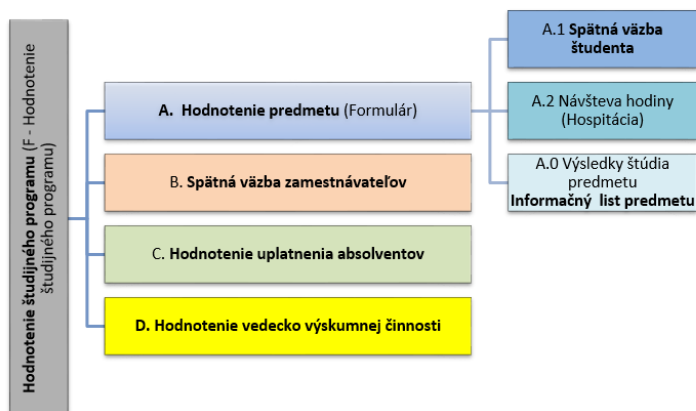 Hodnotenie študijného programu (F - Hodnotenie
študijného programu)
A. Hodnotenie predmetu (Formulár)
B. Spätná väzba zamestnávateľov
C. Hodnotenie uplatnenia absolventov
D. Hodnotenie vedecko výskumnej činnosti
A.1 Spätná väzba
študenta
A.2 Návšteva hodiny
(Hospitácia)
A.0 Výsledky štúdia
predmetu
Informačný list predmetu